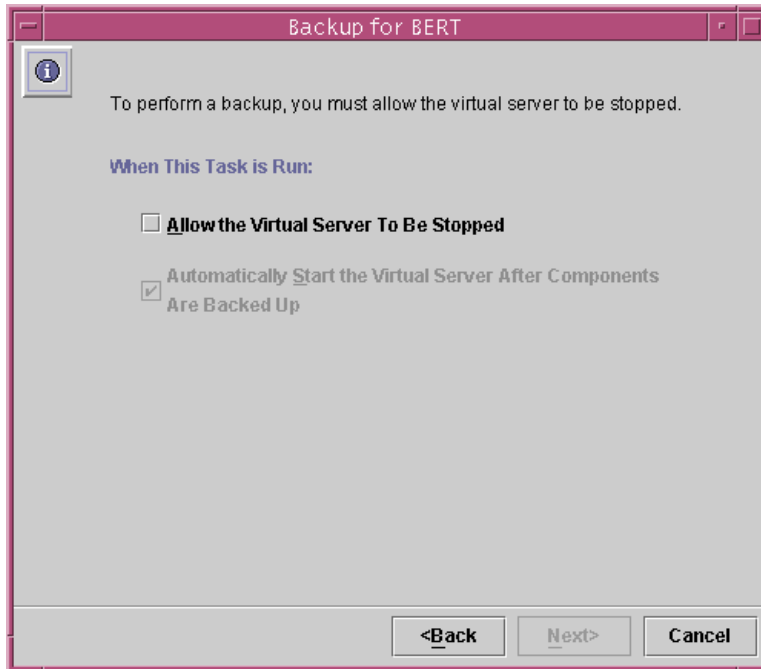 Backup for BERT
To perform a backup, you must allow the virtual server to be stopped.
When This Task is Run:
Allow the Virtual Server To Be Stopped
Automatically Start the Virtual Server After Components
Are Backed Up
<Back Next> Cancel